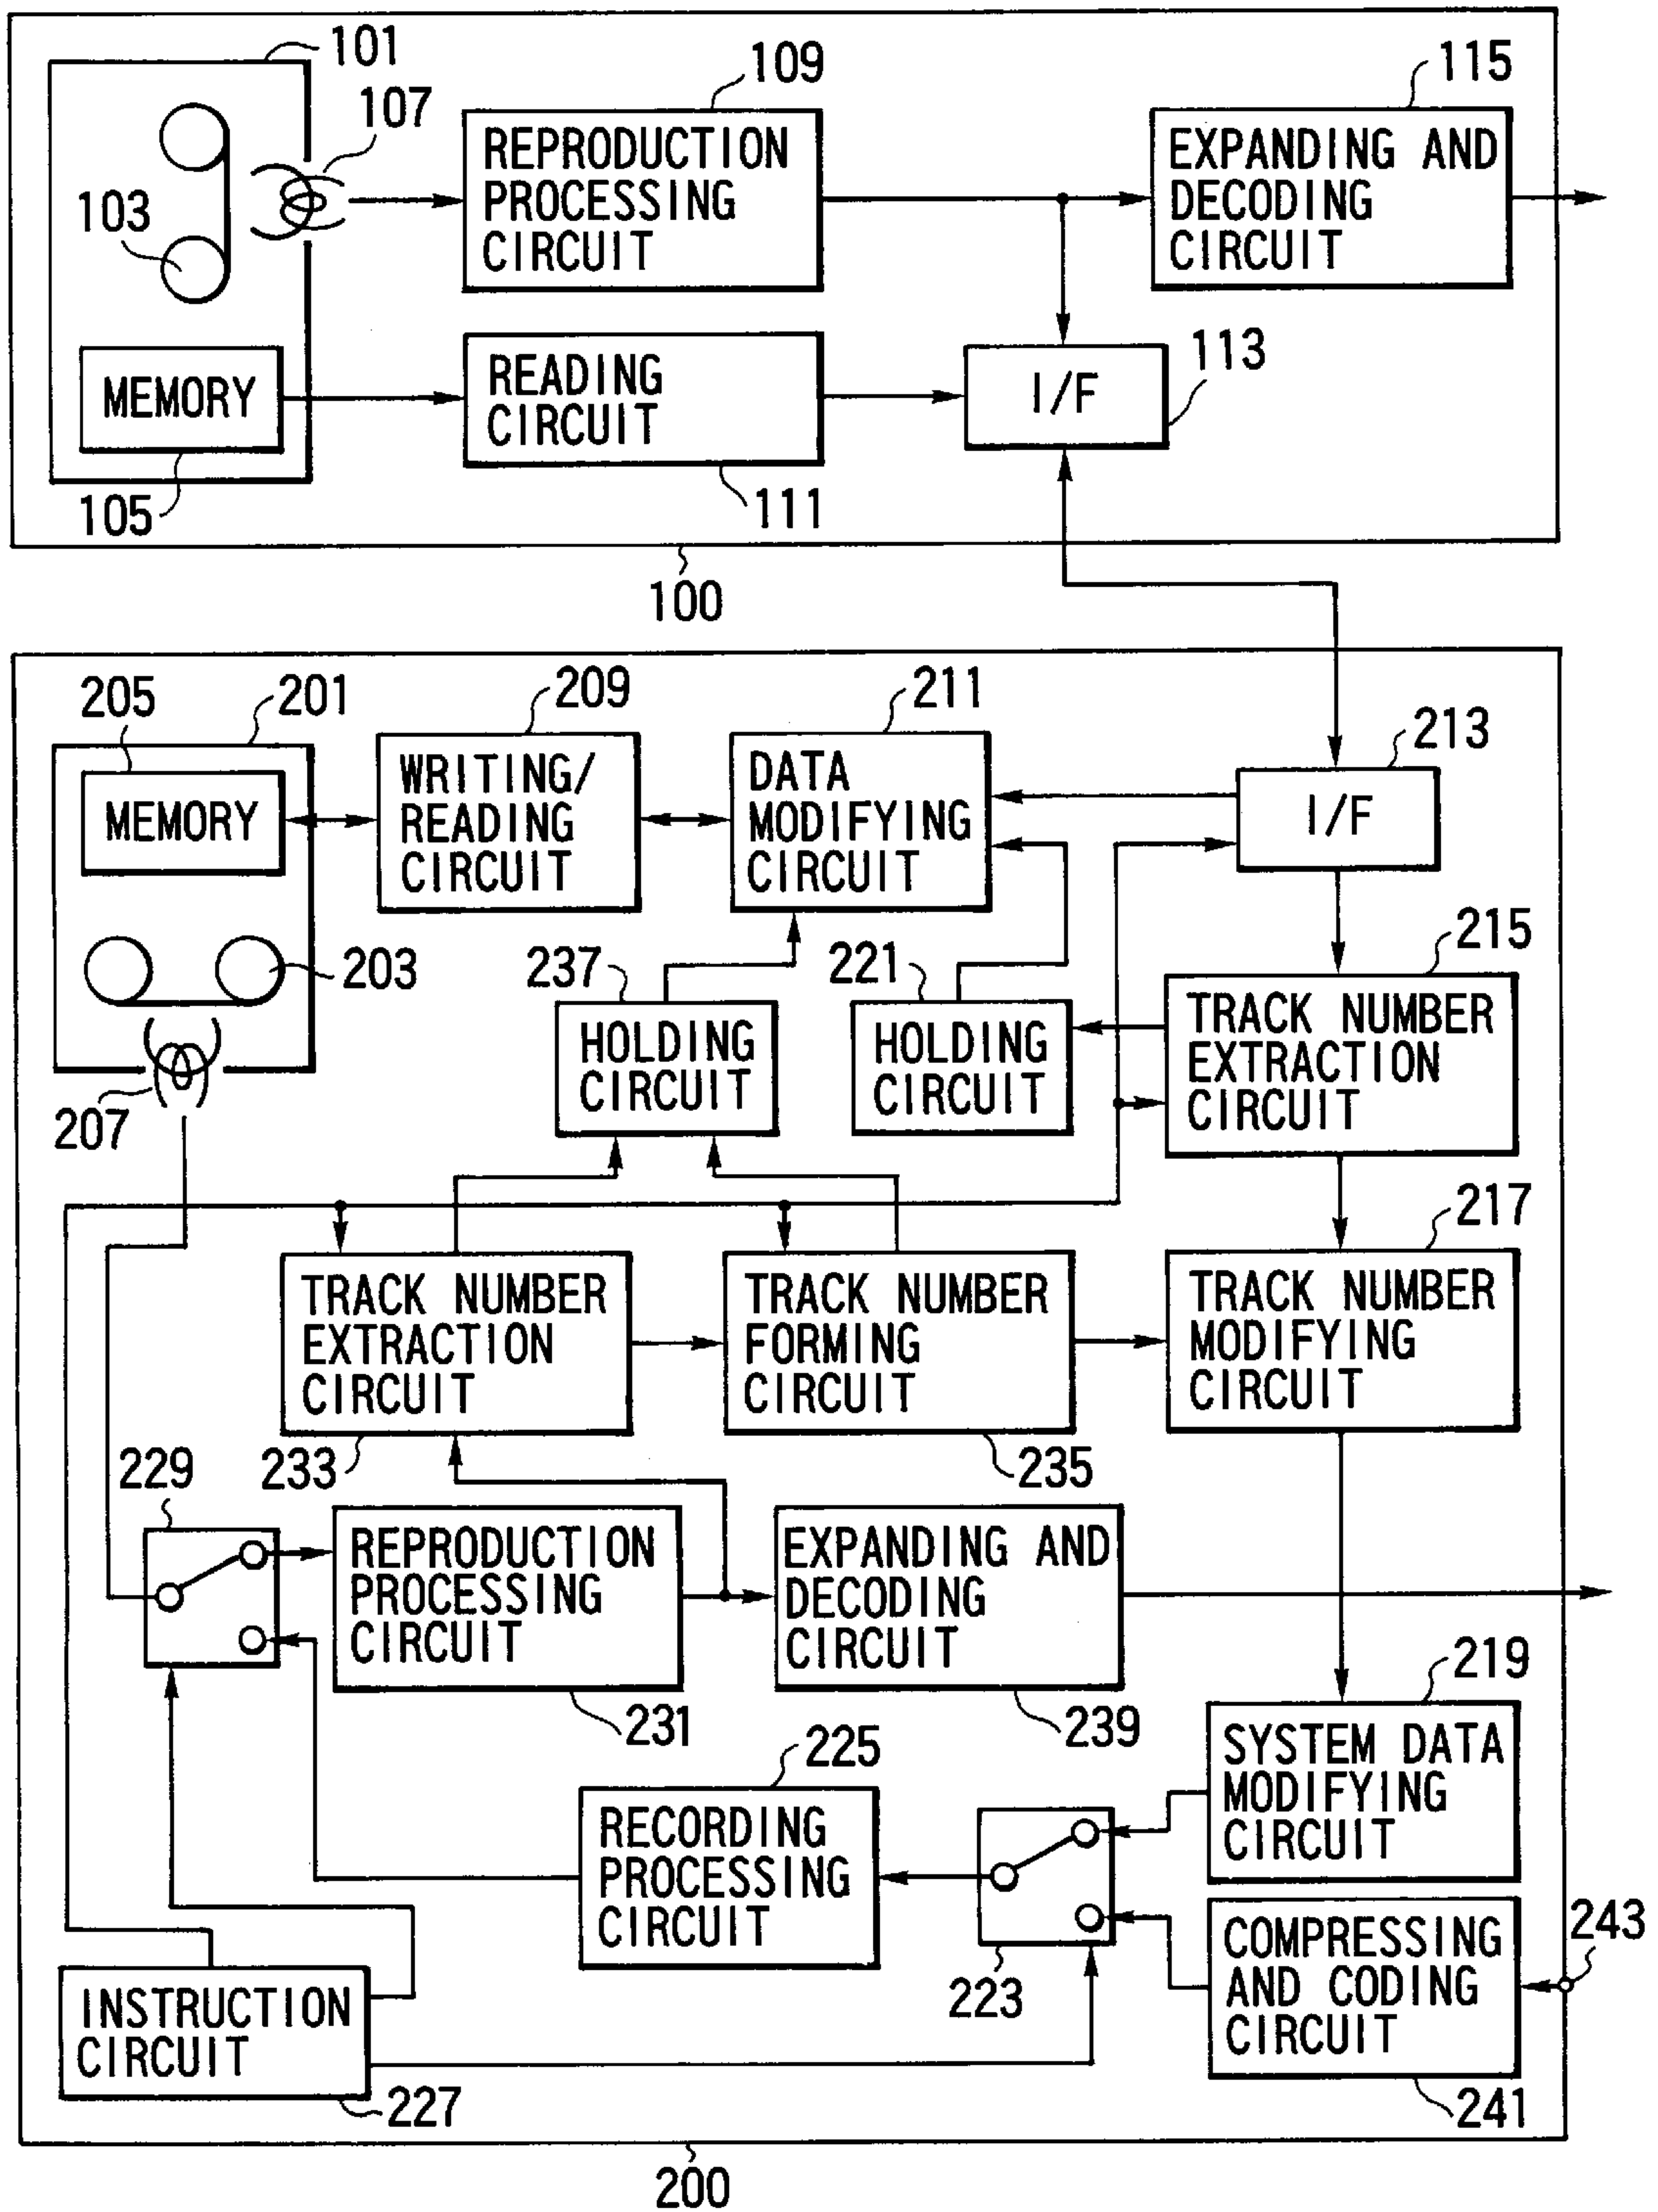 101
109
115
107
REPRODUCTION
PROCESSING
CIRCUIT
EXPANDING AND
DECODING
CIRCUIT
103
113
MEMORY
READING
CIRCUIT
I/F
105
111
100
205
201
209
211
213
MEMORY
WRITING/
READING
CIRCUIT
DATA
MODIFYING
CIRCUIT
I/F
203
237
221
215
HOLDING
CIRCUIT
HOLDING
CIRCUIT
TRACK NUMBER
EXTRACTION
CIRCUIT
207
217
TRACK NUMBER
EXTRACTION
CIRCUIT
TRACK NUMBER
FORMING
CIRCUIT
TRACK NUMBER
MODIFYING
CIRCUIT
229
233
235
REPRODUCTION
PROCESSING
CIRCUIT
EXPANDING AND
DECODING
CIRCUIT
219
231
239
225
SYSTEM DATA
MODIFYING
CIRCUIT
RECORDING
PROCESSING
CIRCUIT
243
223
COMPRESSING
AND CODING
CIRCUIT
INSTRUCTION
CIRCUIT
227
241
200